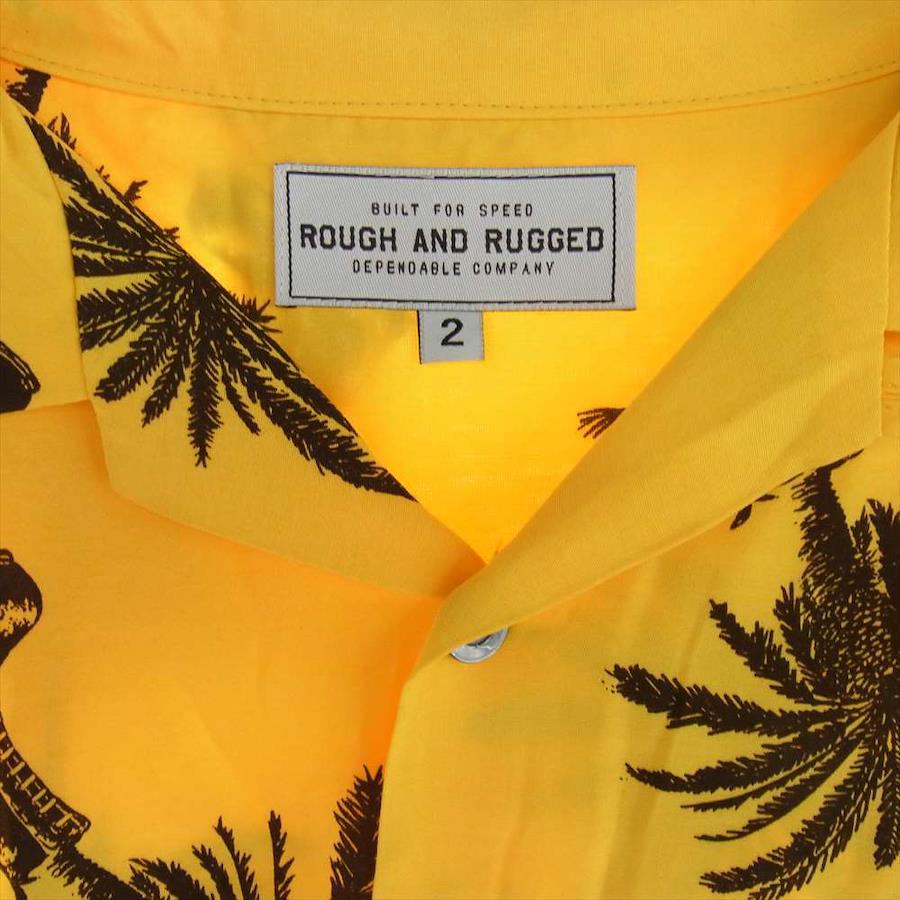 BUILT FOR SPEED
ROUGH AND RUGGED
DEPENDABLE COMPANY
2